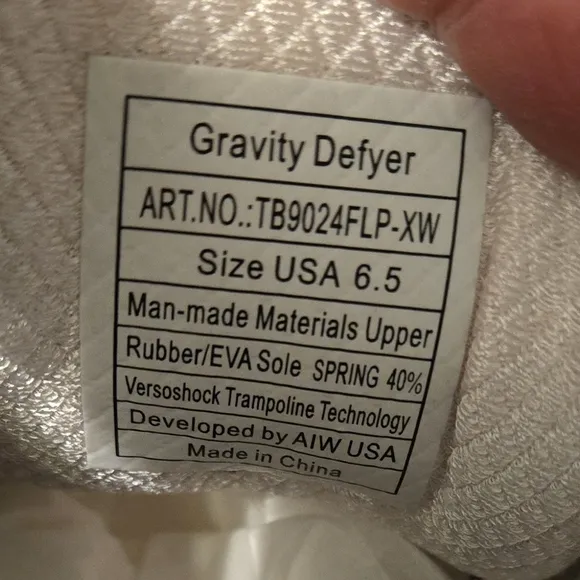 Gravity Defyer
ART.NO.:TB9024FLP-XW
Size USA 6.5
Man-made Materials Upper
Rubber/EVA Sole SPRING 40%
Versoshock Trampoline Technology
Developed by AIW USA
Made in China